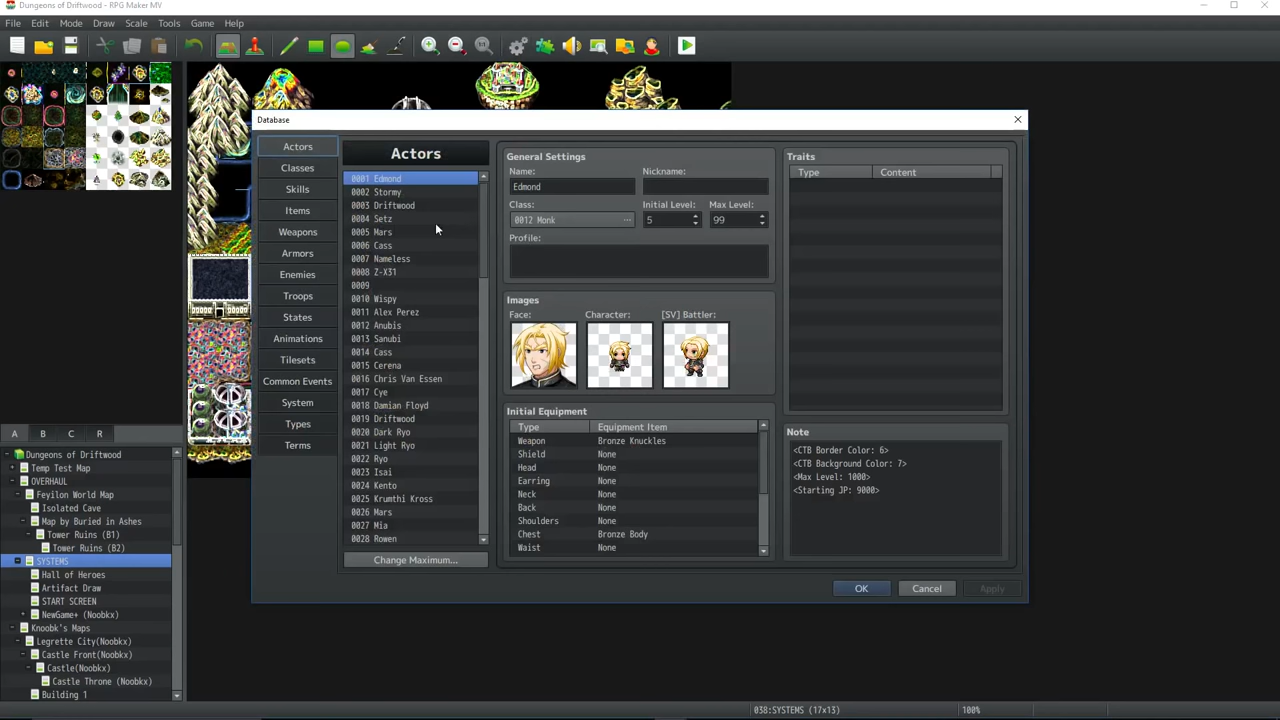 Dungeons of Driftwood - RPG Maker MV
File Edit Mode Draw Scale Tools Game Help
Database
Actors
Classes
Skills
Items
Weapons
Armors
Enemies
Troops
States
Animations
Tilesets
Common Events
System
Types
Terms
Actors
0001 Edmond
0002 Stormy
0003 Driftwood
0004 Setz
0005 Mars
0006 Cass
0007 Nameless
0008 Z-X31
0009
0010 Wispy
0011 Alex Perez
0012 Anubis
0013 Sanubi
0014 Cass
0015 Cerena
0016 Chris Van Essen
0017 Cye
0018 Damian Floyd
0019 Driftwood
0020 Dark Ryo
0021 Light Ryo
0022 Ryo
0023 Isai
0024 Kento
0025 Krumthi Kross
0026 Mars
0027 Mia
0028 Rowen
Change Maximum...
General Settings
Name: Nickname:
Edmond
Class: Initial Level: Max Level:
0012 Monk ... 5 99
Profile:
Images
Face: Character: [SV] Battler:
Initial Equipment
Type Equipment Item
Weapon Bronze Knuckles
Shield None
Head None
Earring None
Neck None
Back None
Shoulders None
Chest Bronze Body
Waist None
Traits
Type Content
Note
<CTB Border Color: 6>
<CTB Background Color: 7>
<Max Level: 1000>
<Starting JP: 9000>
OK Cancel Apply
A B C R
Dungeons of Driftwood
Temp Test Map
OVERHAUL
Feyilon World Map
Isolated Cave
Map by Buried in Ashes
Tower Ruins (B1)
Tower Ruins (B2)
SYSTEMS
Hall of Heroes
Artifact Draw
START SCREEN
NewGame+ (Noobkx)
Knoobk's Maps
Legrette City(Noobkx)
Castle Front(Noobkx)
Castle(Noobkx)
Castle Throne (Noobkx)
Building 1
038:SYSTEMS (17x13) 100%